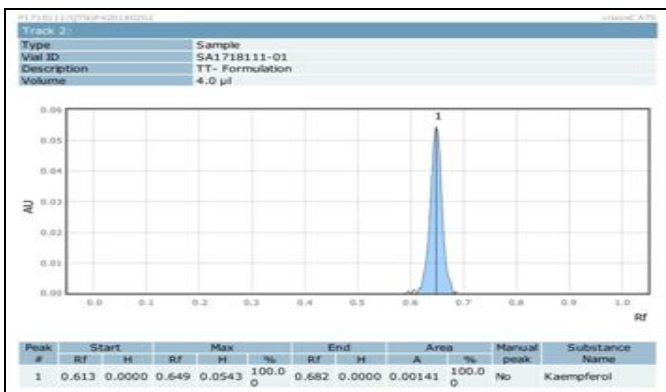 Track 2:
Type Sample
Vial ID SA1718111-01
Description TT- Formulation
Volume 4.0 µl
0.06
1
0.05
0.04
AU
0.03
0.02
0.01
0.00
0.0 0.1 0.2 0.3 0.4 0.5 0.6 0.7 0.8 0.9 1.0
Rf
Peak Start Max End Area Manual Substance
# Rf H Rf H % Rf H A % peak Name
1 0.613 0.0000 0.649 0.0543 100.0 0.682 0.0000 0.00141 100.0 No Kaempferol
0 0